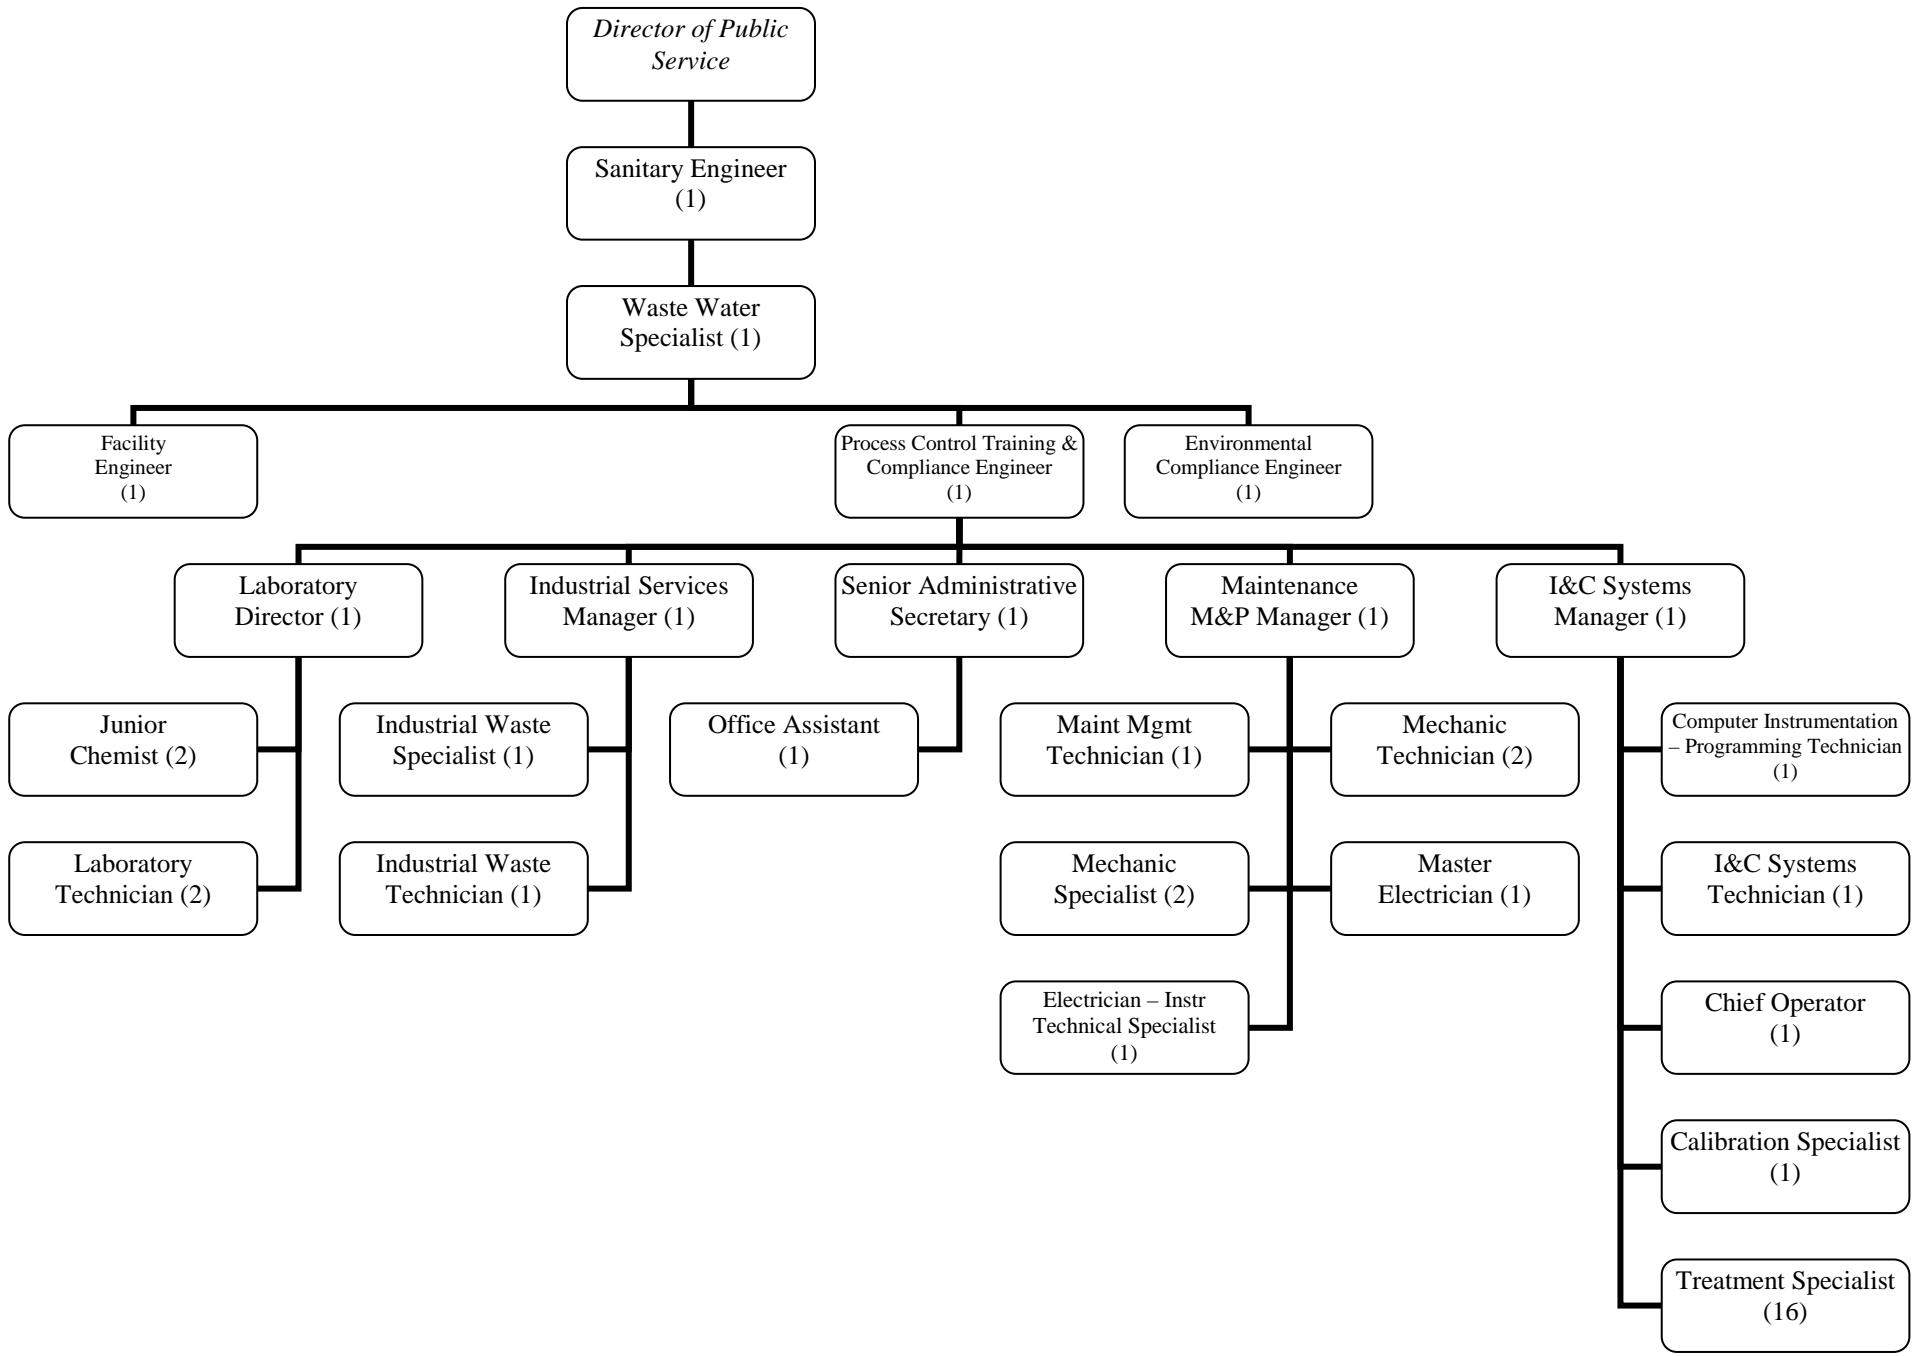 Director of Public
Service
Sanitary Engineer
(1)
Waste Water
Specialist (1)
Facility
Engineer
(1)
Process Control Training &
Compliance Engineer
(1)
Environmental
Compliance Engineer
(1)
Laboratory
Director (1)
Industrial Services
Manager (1)
Senior Administrative
Secretary (1)
Maintenance
M&P Manager (1)
I&C Systems
Manager (1)
Junior
Chemist (2)
Industrial Waste
Specialist (1)
Office Assistant
(1)
Maint Mgmt
Technician (1)
Mechanic
Technician (2)
Computer Instrumentation
– Programming Technician
(1)
Laboratory
Technician (2)
Industrial Waste
Technician (1)
Mechanic
Specialist (2)
Master
Electrician (1)
I&C Systems
Technician (1)
Electrician – Instr
Technical Specialist
(1)
Chief Operator
(1)
Calibration Specialist
(1)
Treatment Specialist
(16)